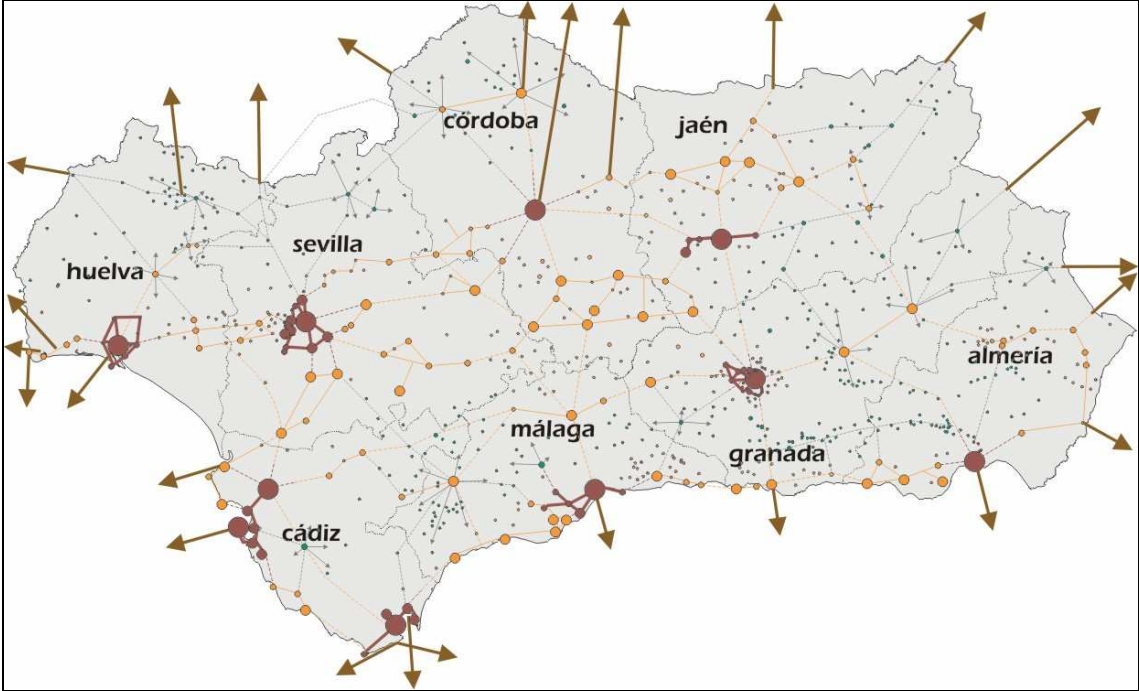 córdoba
jaén
sevilla
huelva
almería
málaga
granada
cádiz